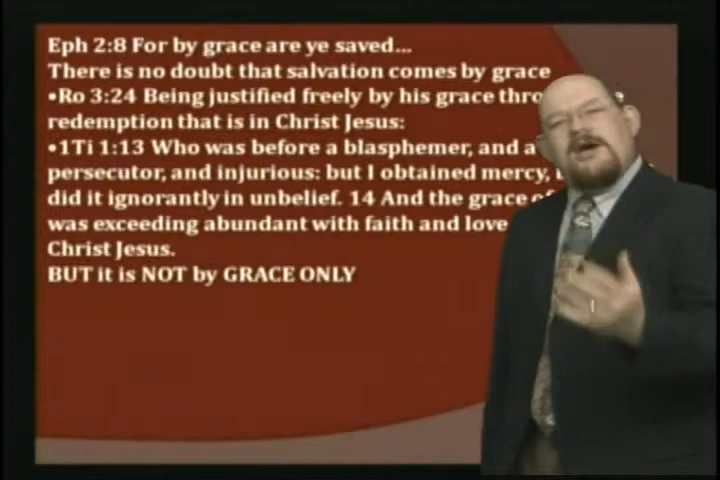 Eph 2:8 For by grace are ye saved...
There is no doubt that salvation comes by grace
•Ro 3:24 Being justified freely by his grace
redemption that is in Christ Jesus:
•1Ti 1:13 Who was before a blasphemer, and a
persecutor, and injurious: but I obtained mercy,
did it ignorantly in unbelief. 14 And the grace
was exceeding abundant with faith and love
Christ Jesus.
BUT it is NOT by GRACE ONLY